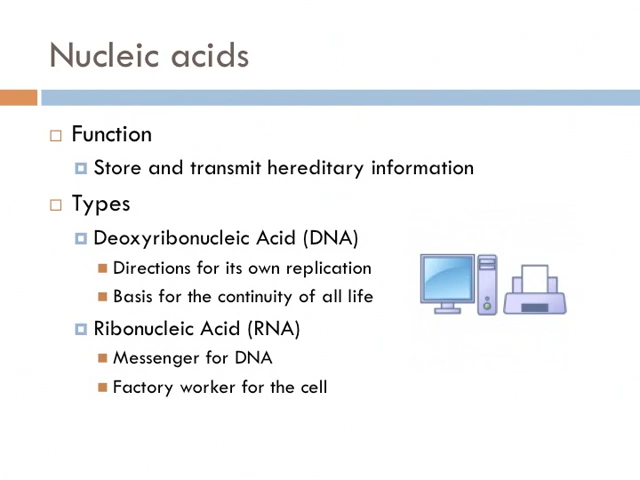 Nucleic acids
Function
Store and transmit hereditary information
Types
Deoxyribonucleic Acid (DNA)
Directions for its own replication
Basis for the continuity of all life
Ribonucleic Acid (RNA)
Messenger for DNA
Factory worker for the cell